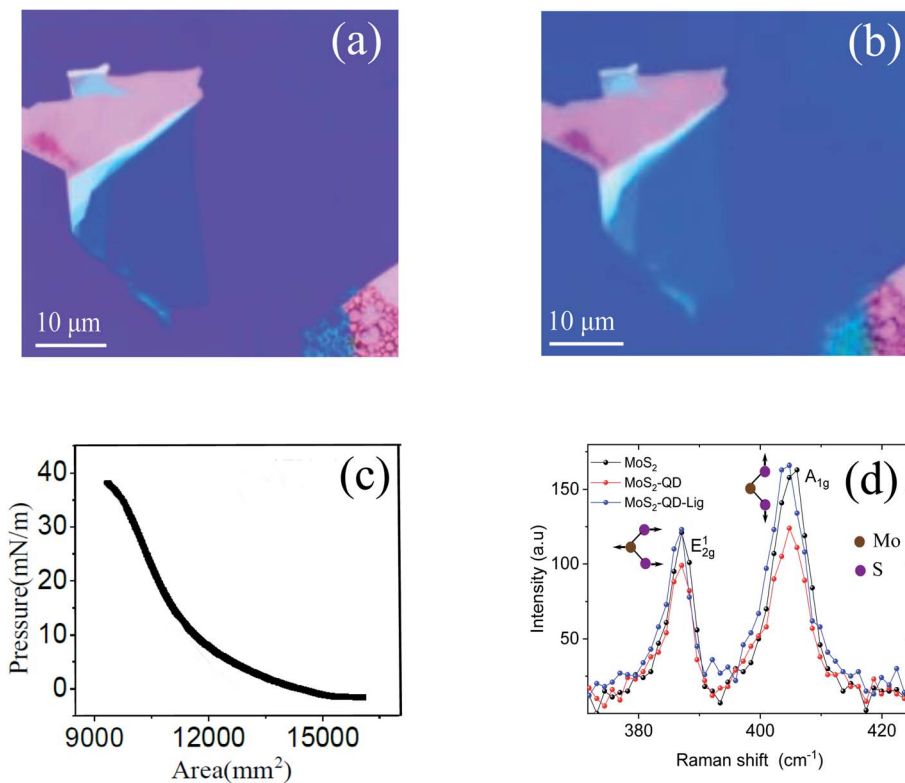 (a)
10 μm
(b)
10 μm
(c)
Pressure(mN/m)
40
30
20
10
0
9000 12000 15000
Area(mm²)
(d)
MoS₂
MoS₂-QD
MoS₂-QD-Lig
E¹₂g
A₁g
Mo
S
Intensity (a.u)
150
100
50
380 400 420
Raman shift (cm⁻¹)